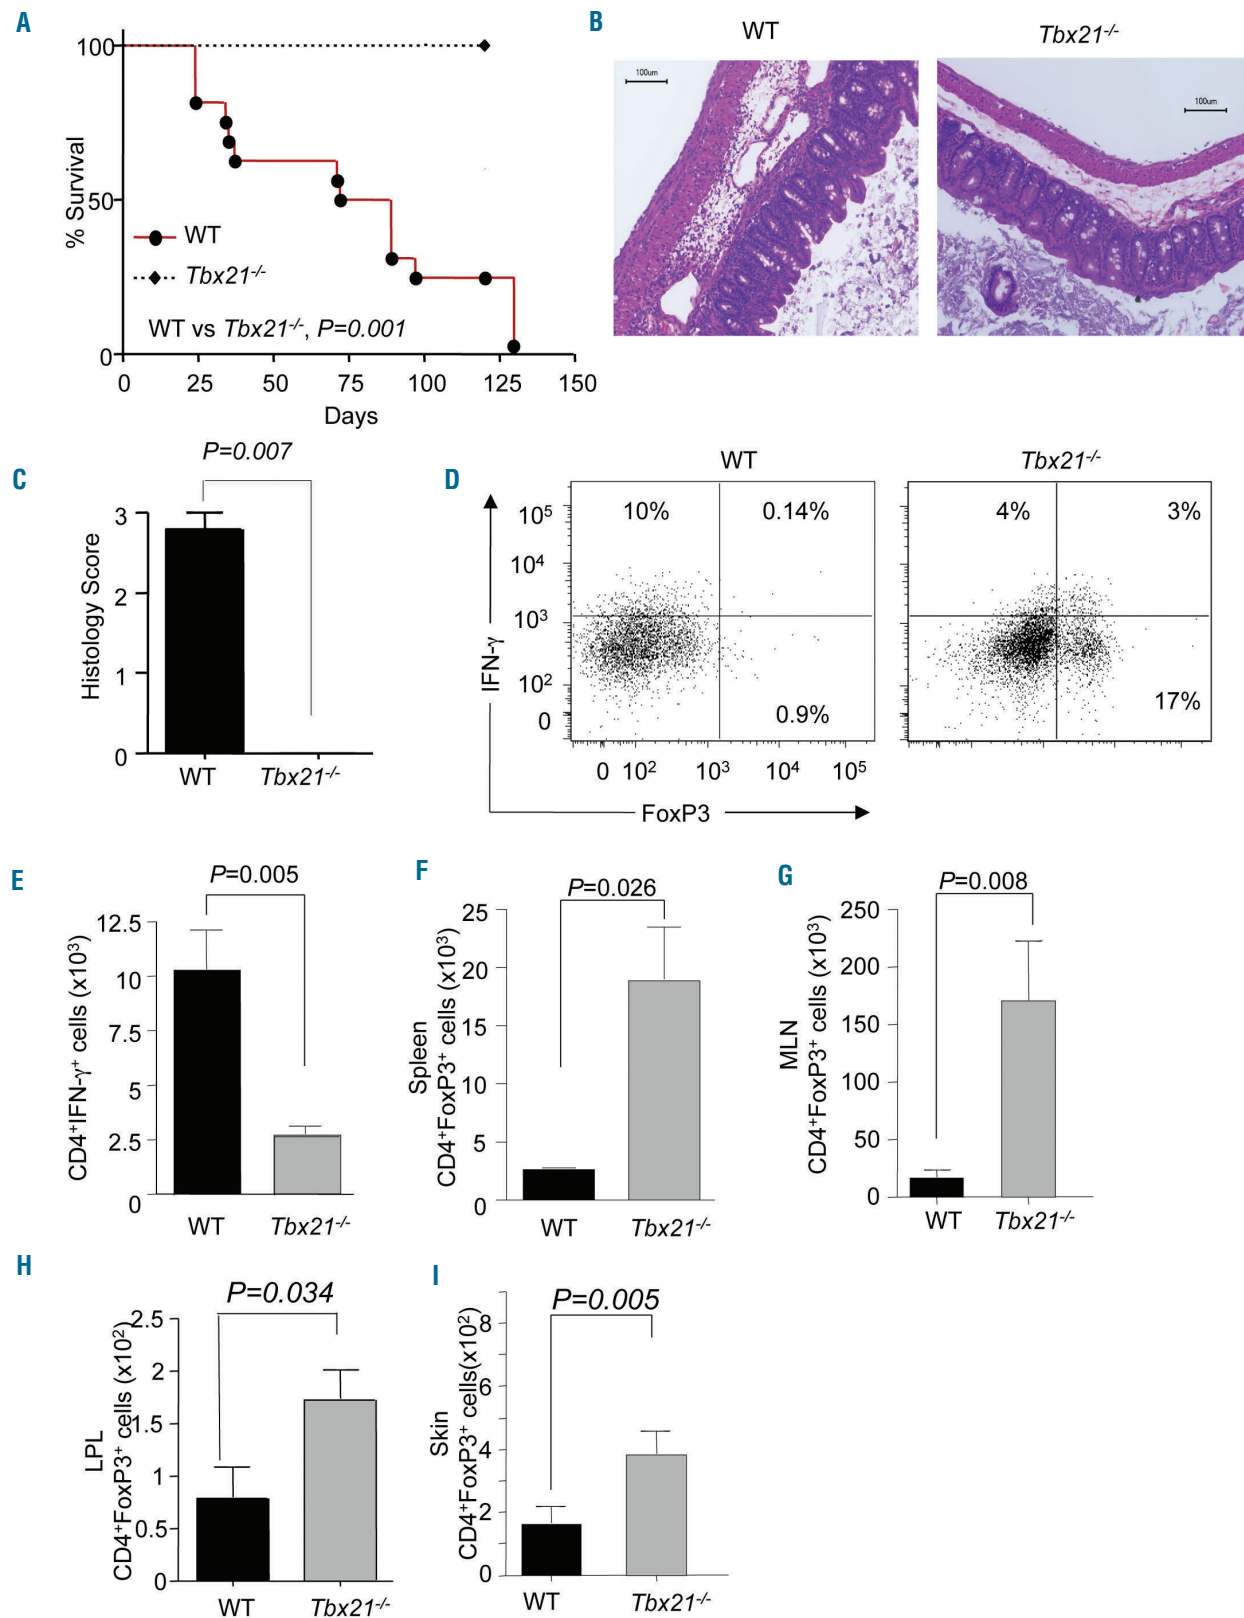 A
100
50
0
% Survival
WT
Tbx21-/-
WT vs Tbx21-/-, P=0.001
0 25 50 75 100 125 150
Days
B
WT
Tbx21-/-
100um
100um
C
P=0.007
3
2
1
0
Histology Score
WT Tbx21-/-
D
WT
Tbx21-/-
10% 0.14%
0.9%
4% 3%
17%
10⁵
10⁴
10³
10²
0
IFN-γ
0 10² 10³ 10⁴ 10⁵
FoxP3
E
P=0.005
12.5
10
7.5
5
2.5
0
CD4⁺IFN-γ⁺ cells (x10³)
WT Tbx21-/-
F
P=0.026
25
20
15
10
5
0
Spleen
CD4⁺FoxP3⁺ cells (x10³)
WT Tbx21-/-
G
P=0.008
250
200
150
100
50
0
MLN
CD4⁺FoxP3⁺ cells (x10³)
WT Tbx21-/-
H
P=0.034
2.5
2
1.5
1
0.5
0
LPL
CD4⁺FoxP3⁺ cells (x10²)
WT Tbx21-/-
I
P=0.005
8
6
4
2
0
Skin
CD4⁺FoxP3⁺ cells(x10²)
WT Tbx21-/-